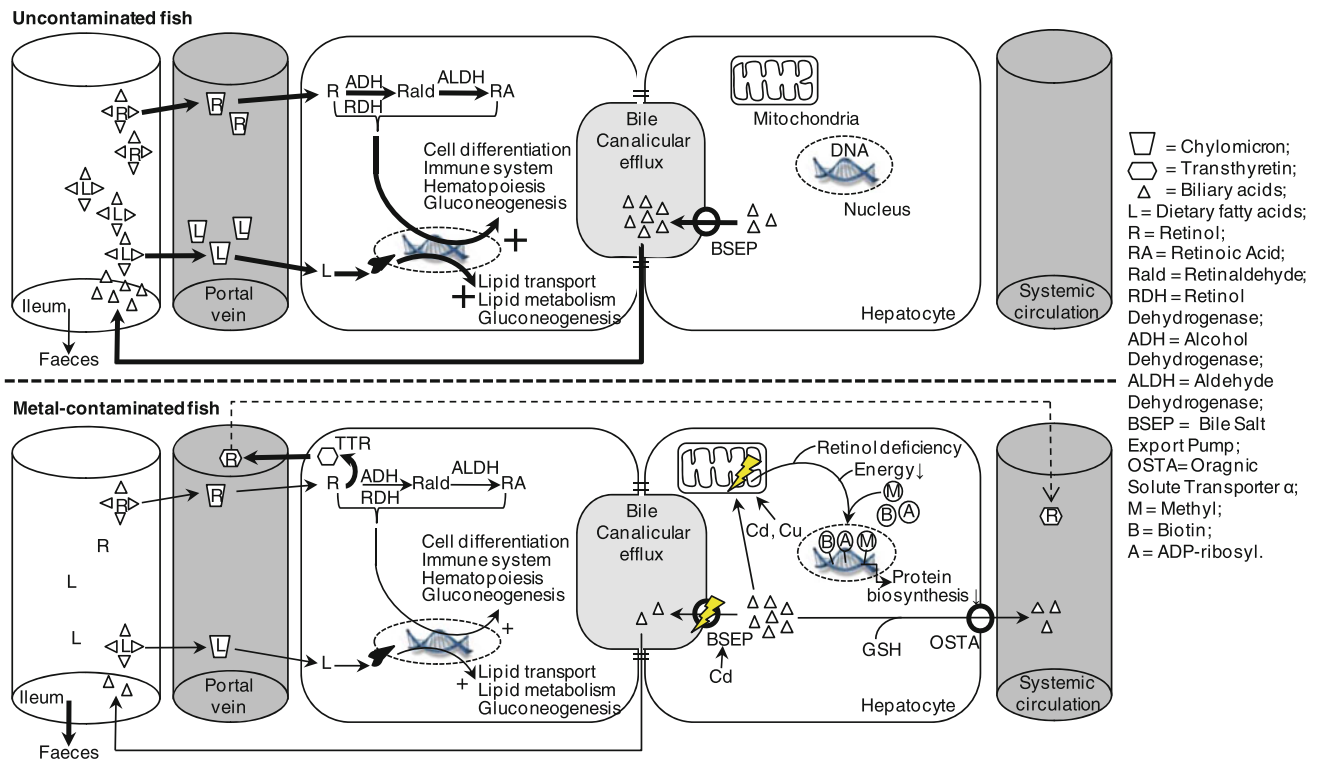 Uncontaminated fish
R
R
L
L
L
Ileum
Faeces
R
R
L
L
L
Portal
vein
R
ADH
RDH
Rald
ALDH
RA
Cell differentiation
Immune system
Hematopoiesis
Gluconeogenesis
+
L
+
Lipid transport
Lipid metabolism
Gluconeogenesis
Bile
Canalicular
efflux
BSEP
Mitochondria
DNA
Nucleus
Hepatocyte
Systemic
circulation
Metal-contaminated fish
R
R
L
L
L
Ileum
Faeces
R
R
L
Portal
vein
TTR
R
ADH
RDH
Rald
ALDH
RA
Cell differentiation
Immune system
Hematopoiesis
Gluconeogenesis
+
L
+
Lipid transport
Lipid metabolism
Gluconeogenesis
Bile
Canalicular
efflux
BSEP
Cd
Cd, Cu
Retinol deficiency
Energy↓
M
B A
B A M
Protein
biosynthesis↓
GSH
OSTA
Hepatocyte
R
Systemic
circulation
= Chylomicron;
= Transthyretin;
= Biliary acids;
L = Dietary fatty acids;
R = Retinol;
RA = Retinoic Acid;
Rald = Retinaldehyde;
RDH = Retinol
Dehydrogenase;
ADH = Alcohol
Dehydrogenase;
ALDH = Aldehyde
Dehydrogenase;
BSEP = Bile Salt
Export Pump;
OSTA= Oragnic
Solute Transporter α;
M = Methyl;
B = Biotin;
A = ADP-ribosyl.